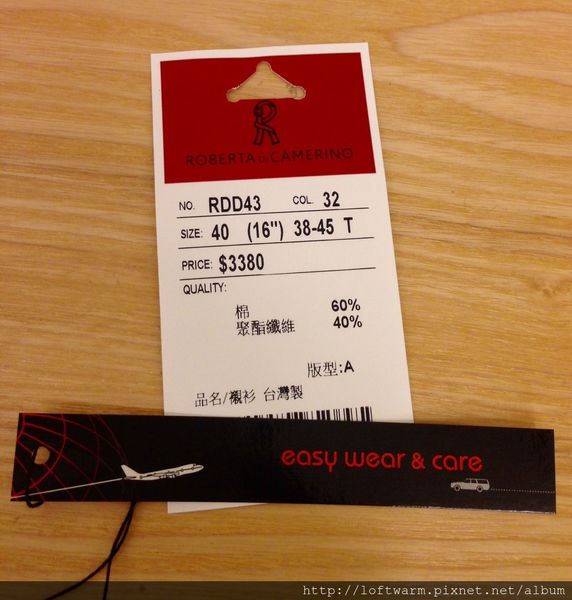 ROBERTA DI CAMERINO
NO. RDD43 COL. 32
SIZE: 40 (16") 38-45 T
PRICE: $3380
QUALITY:
棉 60%
聚酯纖維 40%
版型:A
品名/襯衫 台灣製
easy wear & care
http://loftwarm.pixnet.net/album